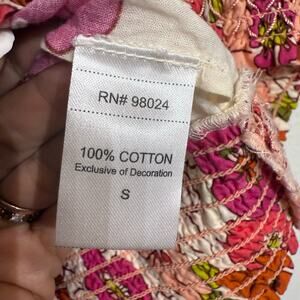 RN# 98024
100% COTTON
Exclusive of Decoration
S